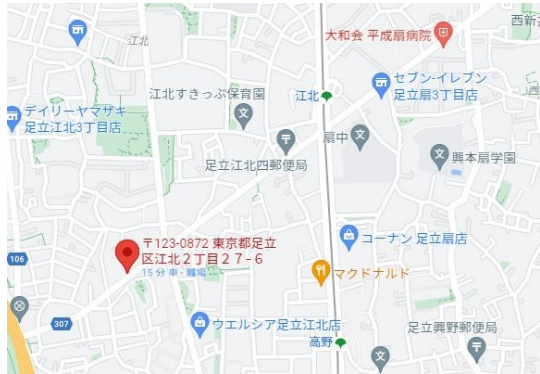 西新井
大和会 平成扇病院
江北
セブン-イレブン
足立扇3丁目店
江北すきっぷ保育園
江北
デイリーヤマザキ
足立江北3丁目店
扇中
興本扇学園
足立江北四郵便局
〒123-0872 東京都足立
区江北2丁目27−6
15 分 車・職場
コーナン 足立扇店
106
マクドナルド
307
ウエルシア足立江北店
足立興野郵便局
高野